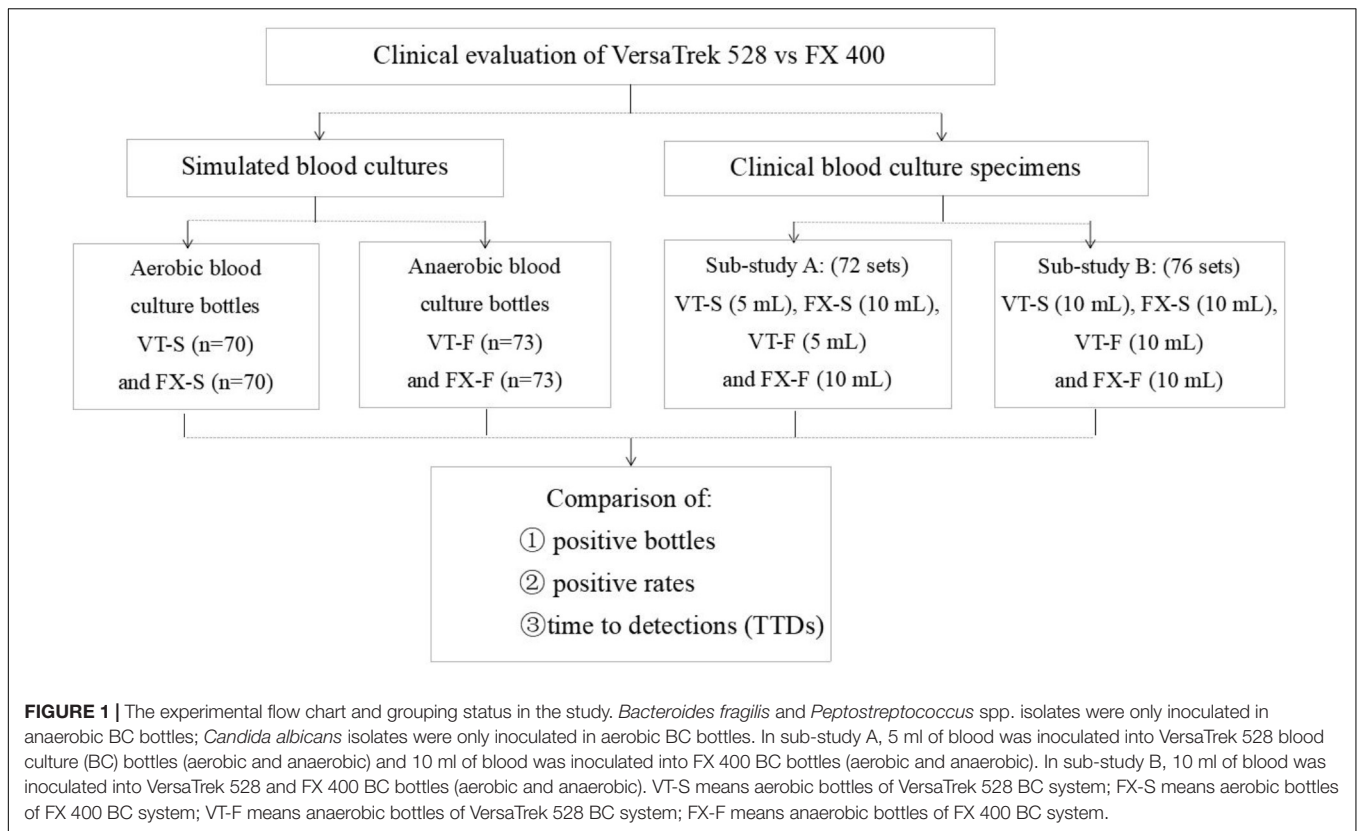 Clinical evaluation of VersaTrek 528 vs FX 400
Simulated blood cultures
Clinical blood culture specimens
Aerobic blood
culture bottles
VT-S (n=70)
and FX-S (n=70)
Anaerobic blood
culture bottles
VT-F (n=73)
and FX-F (n=73)
Sub-study A: (72 sets)
VT-S (5 mL), FX-S (10 mL),
VT-F (5 mL)
and FX-F (10 mL)
Sub-study B: (76 sets)
VT-S (10 mL), FX-S (10 mL),
VT-F (10 mL)
and FX-F (10 mL)
Comparison of:
① positive bottles
② positive rates
③time to detections (TTDs)
FIGURE 1 | The experimental flow chart and grouping status in the study. Bacteroides fragilis and Peptostreptococcus spp. isolates were only inoculated in
anaerobic BC bottles; Candida albicans isolates were only inoculated in aerobic BC bottles. In sub-study A, 5 ml of blood was inoculated into VersaTrek 528 blood
culture (BC) bottles (aerobic and anaerobic) and 10 ml of blood was inoculated into FX 400 BC bottles (aerobic and anaerobic). In sub-study B, 10 ml of blood was
inoculated into VersaTrek 528 and FX 400 BC bottles (aerobic and anaerobic). VT-S means aerobic bottles of VersaTrek 528 BC system; FX-S means aerobic bottles
of FX 400 BC system; VT-F means anaerobic bottles of VersaTrek 528 BC system; FX-F means anaerobic bottles of FX 400 BC system.